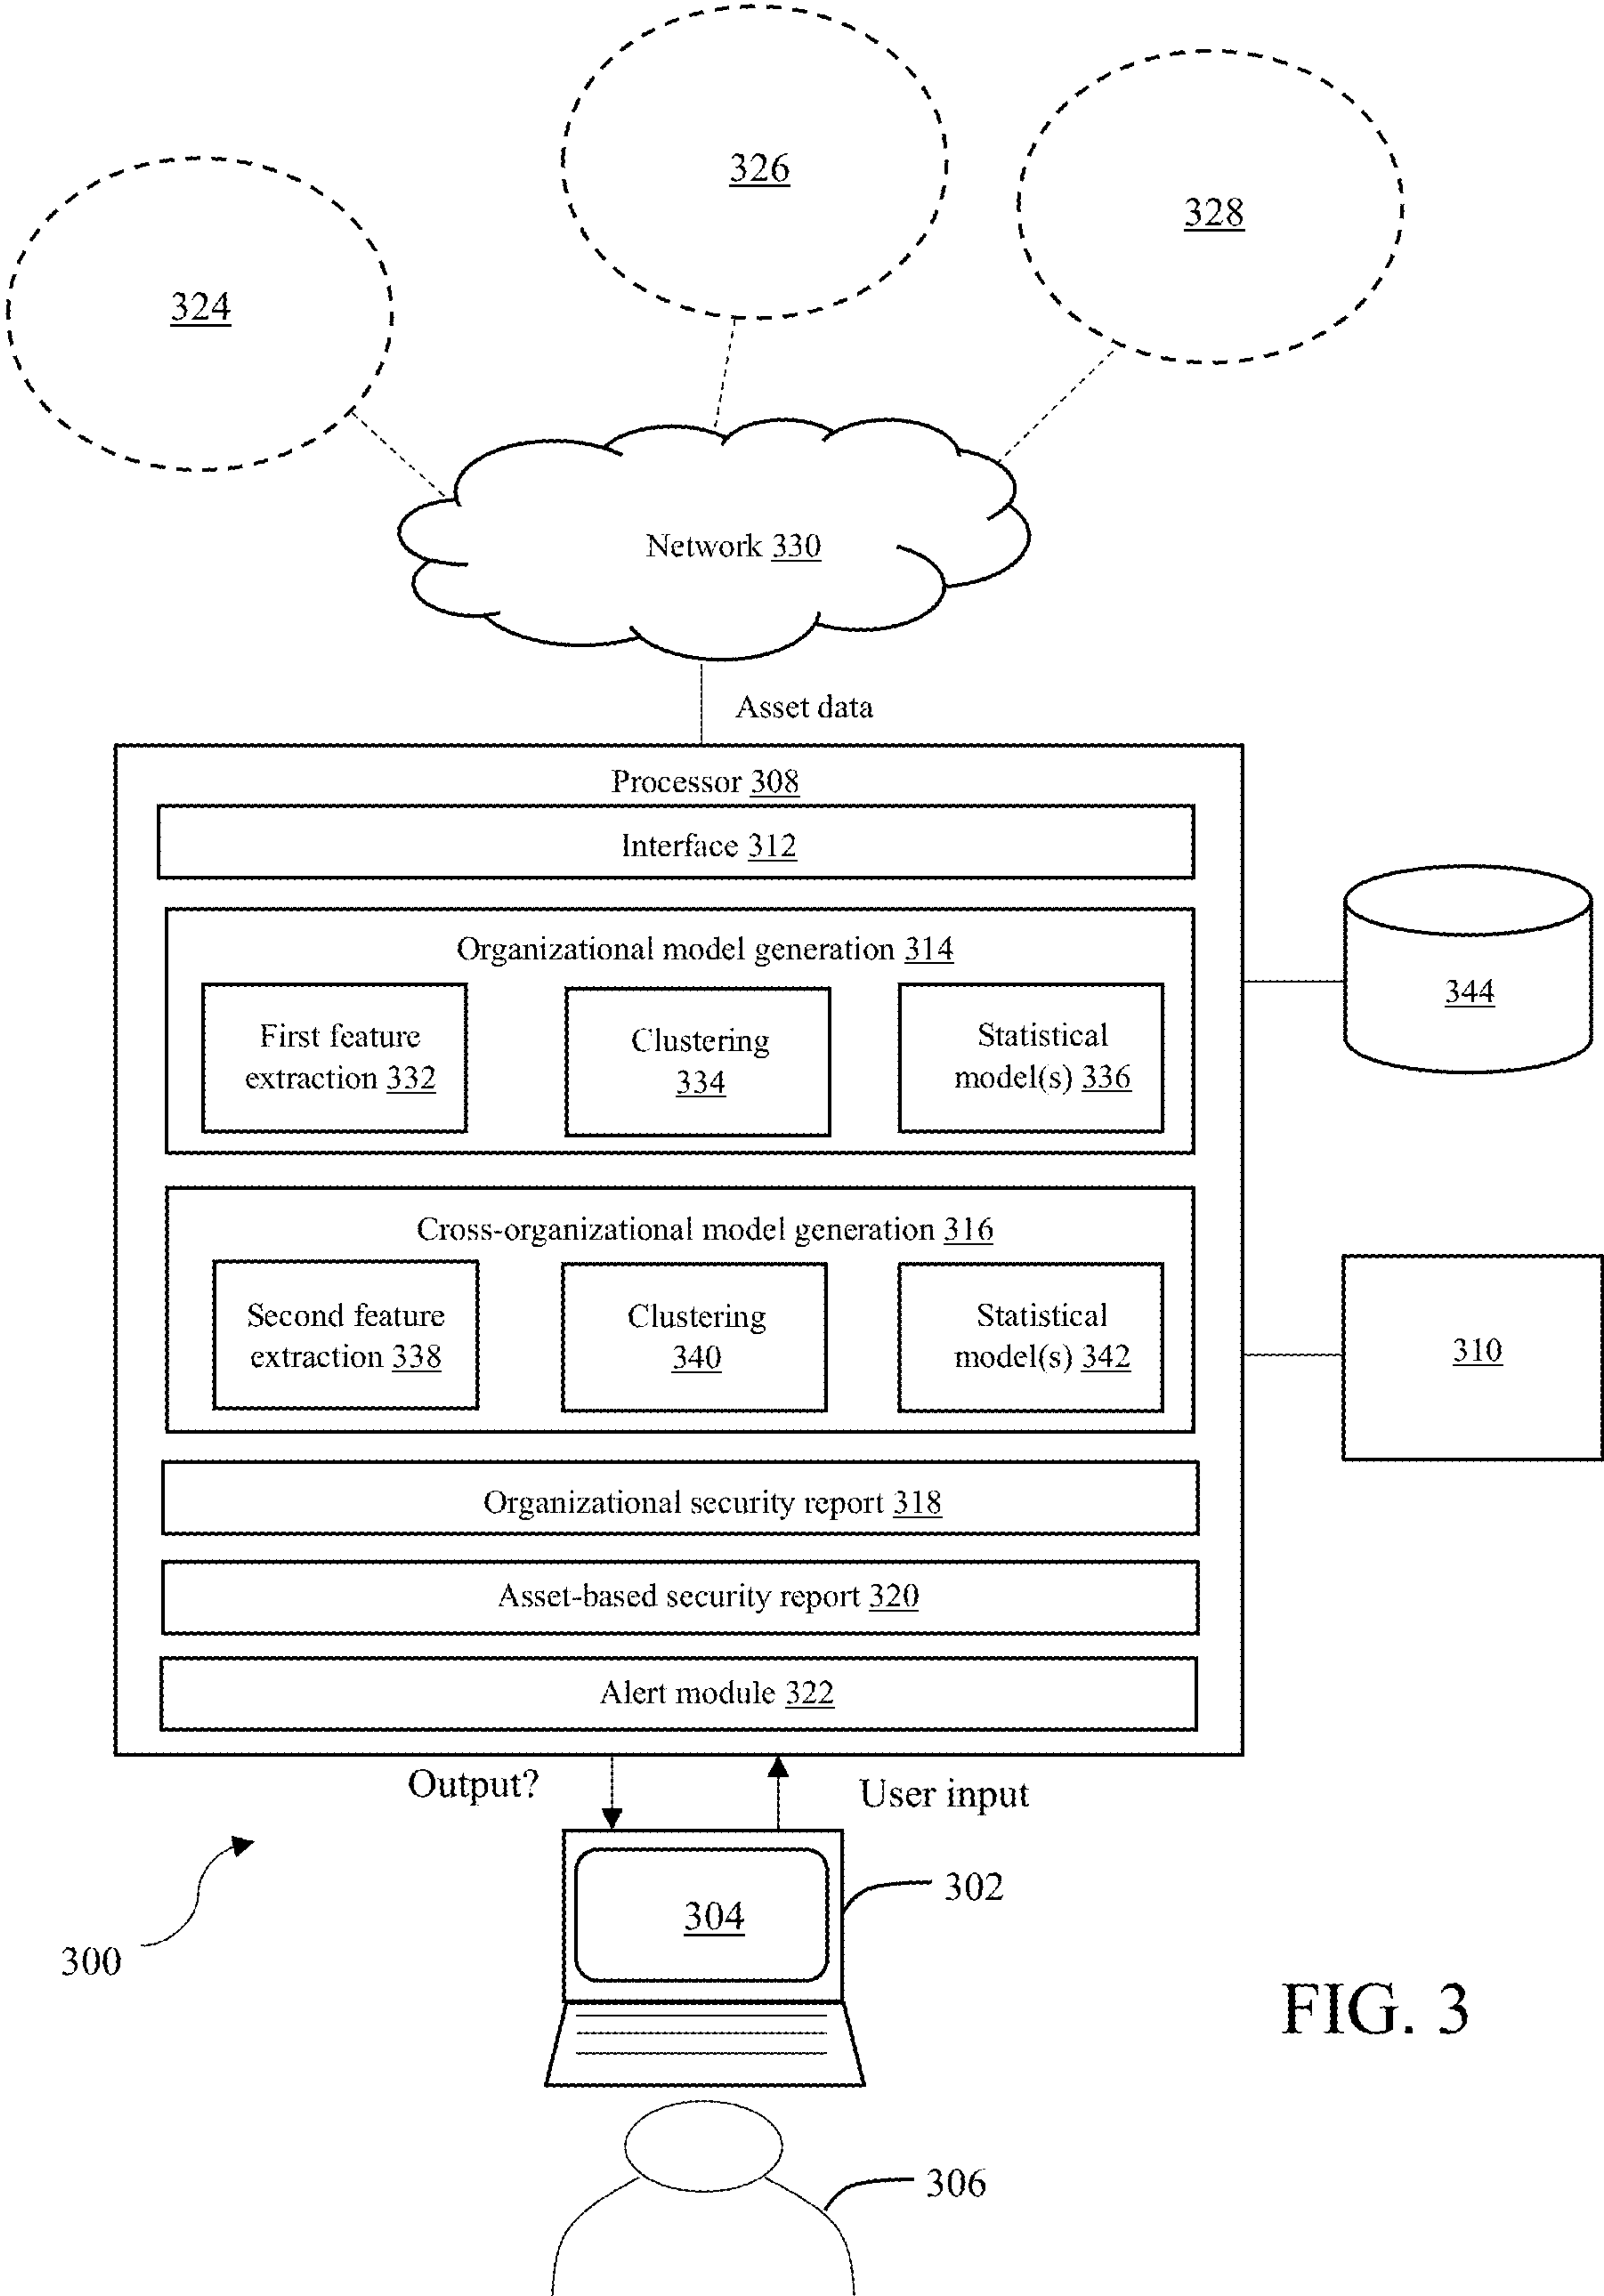 326
328
324
Network 330
Asset data
Processor 308
Interface 312
Organizational model generation 314
First feature
extraction 332
Clustering
334
Statistical
model(s) 336
344
Cross-organizational model generation 316
Second feature
extraction 338
Clustering
340
Statistical
model(s) 342
310
Organizational security report 318
Asset-based security report 320
Alert module 322
Output?
User input
302
304
300
FIG. 3
306